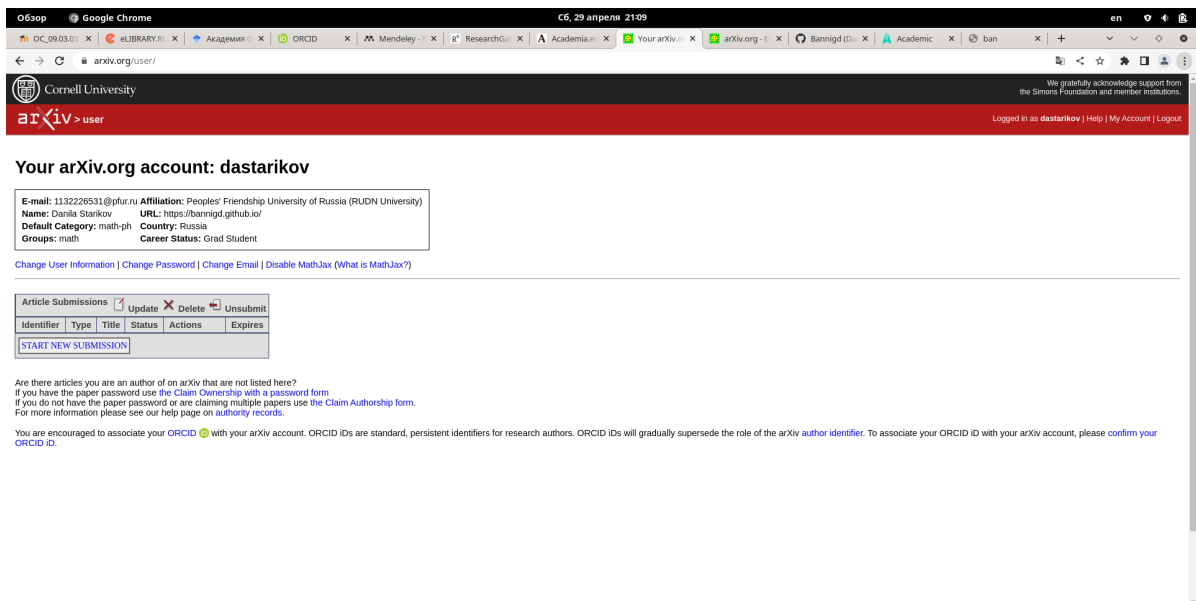 Обзор Google Chrome Сб, 29 апреля 21:09 en
OC_09.03.03 eLIBRARY.RU Академия G ORCID Mendeley - ResearchGat Academia.ed Your arXiv.o arXiv.org - E Bannigd (Da Academic ban
arxiv.org/user/
Cornell University
We gratefully acknowledge support from
the Simons Foundation and member institutions.
arXiv > user
Logged in as dastarikov | Help | My Account | Logout
Your arXiv.org account: dastarikov
E-mail: 1132226531@pfur.ru Affiliation: Peoples' Friendship University of Russia (RUDN University)
Name: Danila Starikov URL: https://bannigd.github.io/
Default Category: math-ph Country: Russia
Groups: math Career Status: Grad Student
Change User Information | Change Password | Change Email | Disable MathJax (What is MathJax?)
Article Submissions Update Delete Unsubmit
Identifier Type Title Status Actions Expires
START NEW SUBMISSION
Are there articles you are an author of on arXiv that are not listed here?
If you have the paper password use the Claim Ownership with a password form
If you do not have the paper password or are claiming multiple papers use the Claim Authorship form.
For more information please see our help page on authority records.
You are encouraged to associate your ORCID iD with your arXiv account. ORCID iDs are standard, persistent identifiers for research authors. ORCID iDs will gradually supersede the role of the arXiv author identifier. To associate your ORCID iD with your arXiv account, please confirm your
ORCID iD.